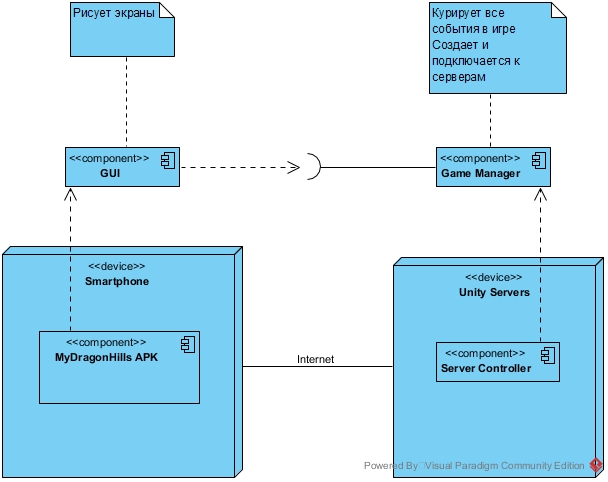 Рисует экраны
Курирует все
события в игре
Создает и
подключается к
серверам
<<component>>
GUI
<<component>>
Game Manager
<<device>>
Smartphone
<<device>>
Unity Servers
<<component>>
MyDragonHills APK
<<component>>
Server Controller
Internet
Powered By Visual Paradigm Community Edition